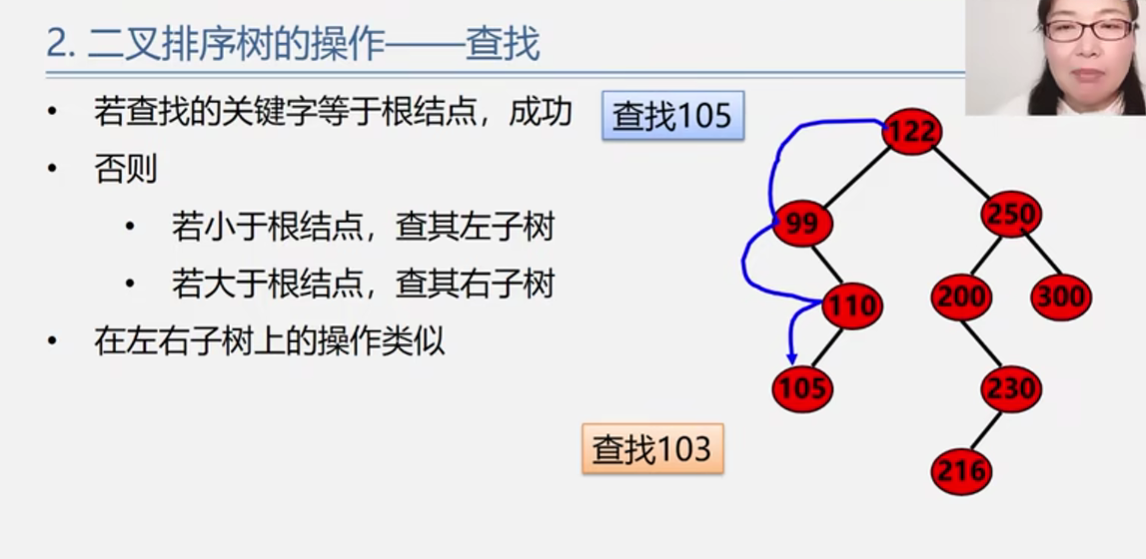 2. 二叉排序树的操作——查找
• 若查找的关键字等于根结点，成功
• 否则
• 若小于根结点，查其左子树
• 若大于根结点，查其右子树
• 在左右子树上的操作类似
查找105
122
99
250
110
200
300
105
230
查找103
216